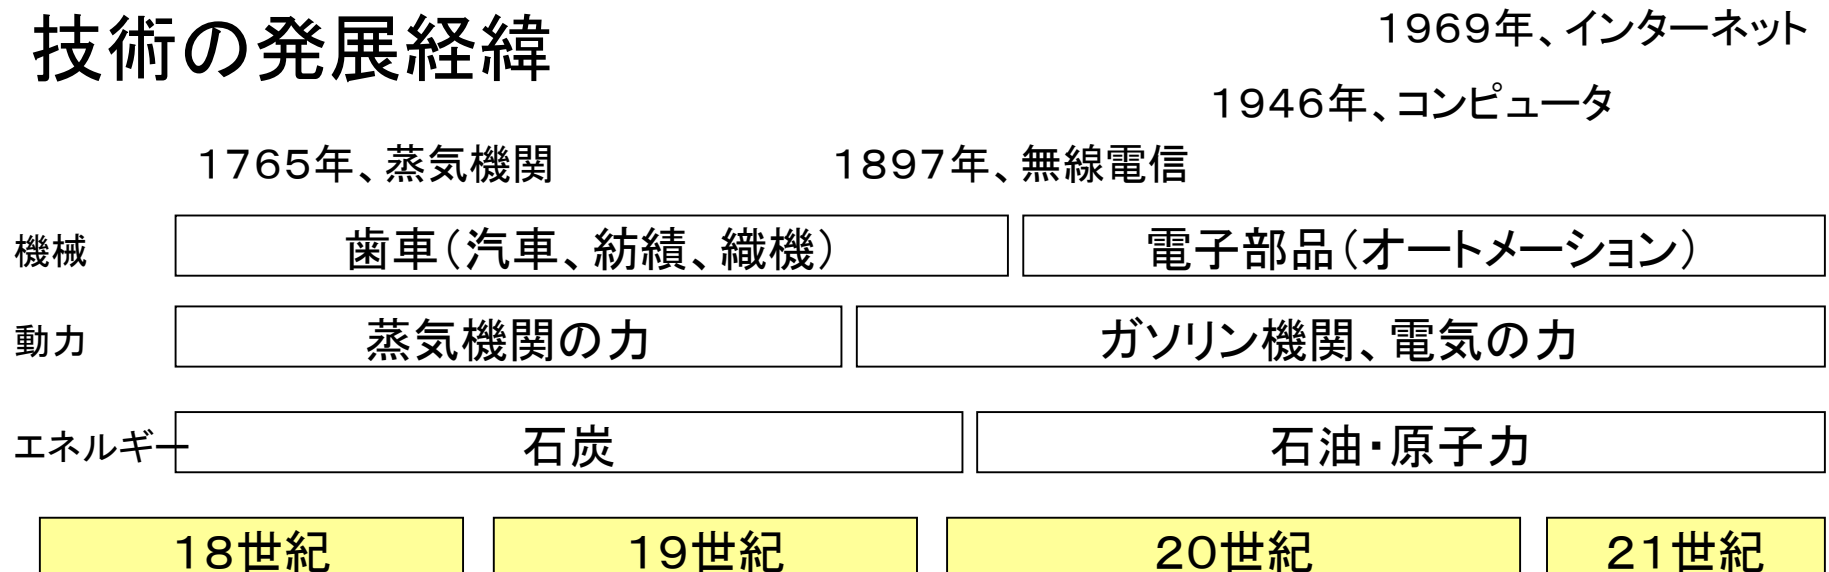 技術の発展経緯
1969年、インターネット
1946年、コンピュータ
1765年、蒸気機関
1897年、無線電信
機械
歯車(汽車、紡績、織機)
電子部品(オートメーション)
動力
蒸気機関の力
ガソリン機関、電気の力
エネルギー
石炭
石油・原子力
18世紀
19世紀
20世紀
21世紀